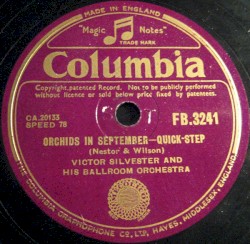 MADE IN ENGLAND
"Magic Notes"
TRADE MARK
Columbia
Copyright Record. Not to be publicly performed
without licence or sold below price fixed by patentees.
CA.20133
SPEED 78
FB.3241
ORCHIDS IN SEPTEMBER—QUICK-STEP
(Nestor & Wilson)
VICTOR SILVESTER AND
HIS BALLROOM ORCHESTRA
THE COLUMBIA GRAPHOPHONE CO., LTD., HAYES, MIDDLESEX, ENGLAND